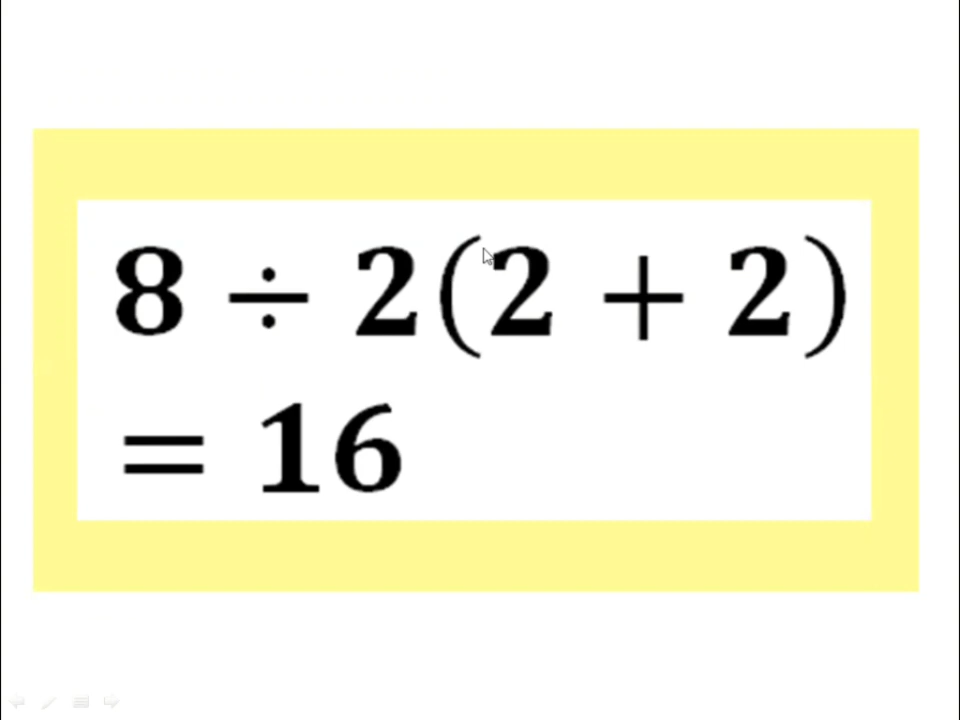 8 ÷ 2(2 + 2)
= 16